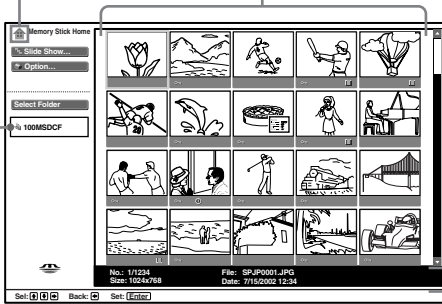 Memory Stick Home
Slide Show...
Option...
Select Folder
100MSDCF
No.: 1/1234
Size: 1024x768
File: SPJP0001.JPG
Date: 7/15/2002 12:34
Sel: Back: Set: Enter